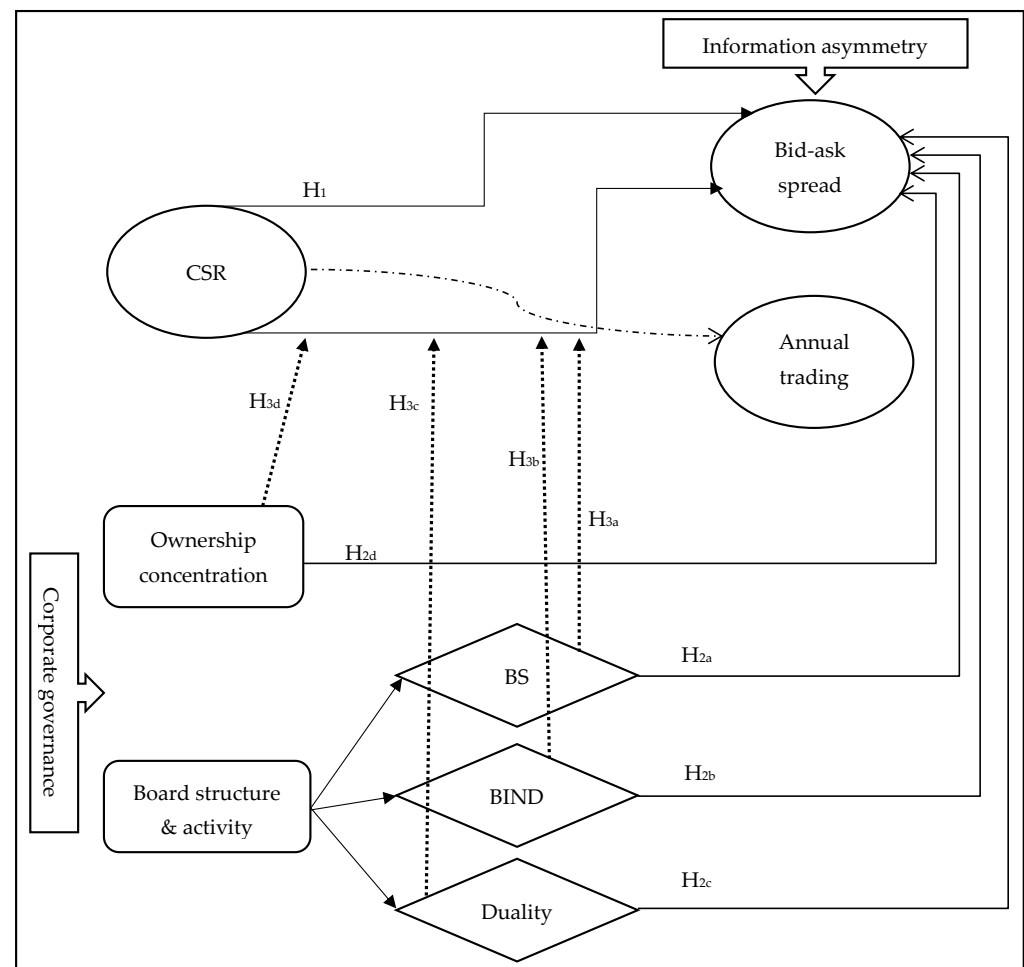 Information asymmetry
Bid-ask
spread
H1
CSR
Annual
trading
H3d
H3c
H3b
H3a
Ownership
concentration
H2d
Corporate governance
BS
H2a
Board structure
& activity
BIND
H2b
Duality
H2c